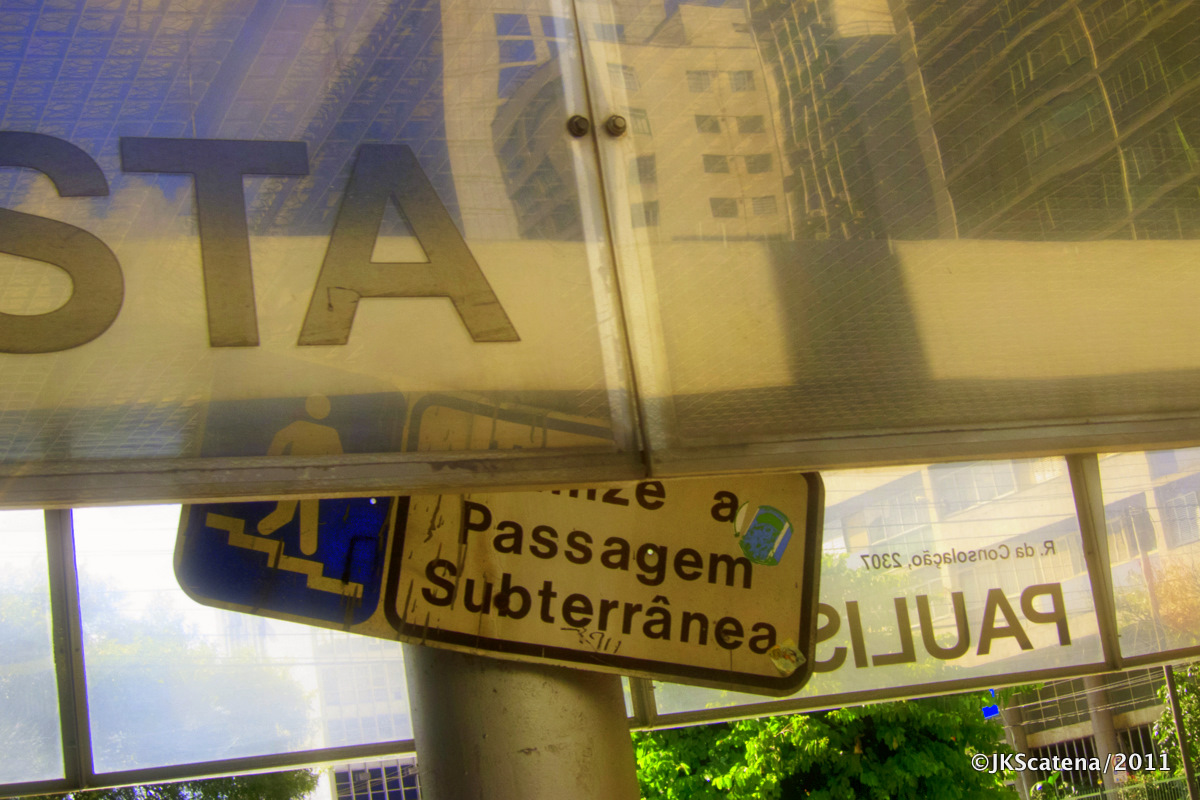 STA
a
Passagem
Subterrânea
R. da Consolação, 2307
PAULIS
©JKScatena/2011